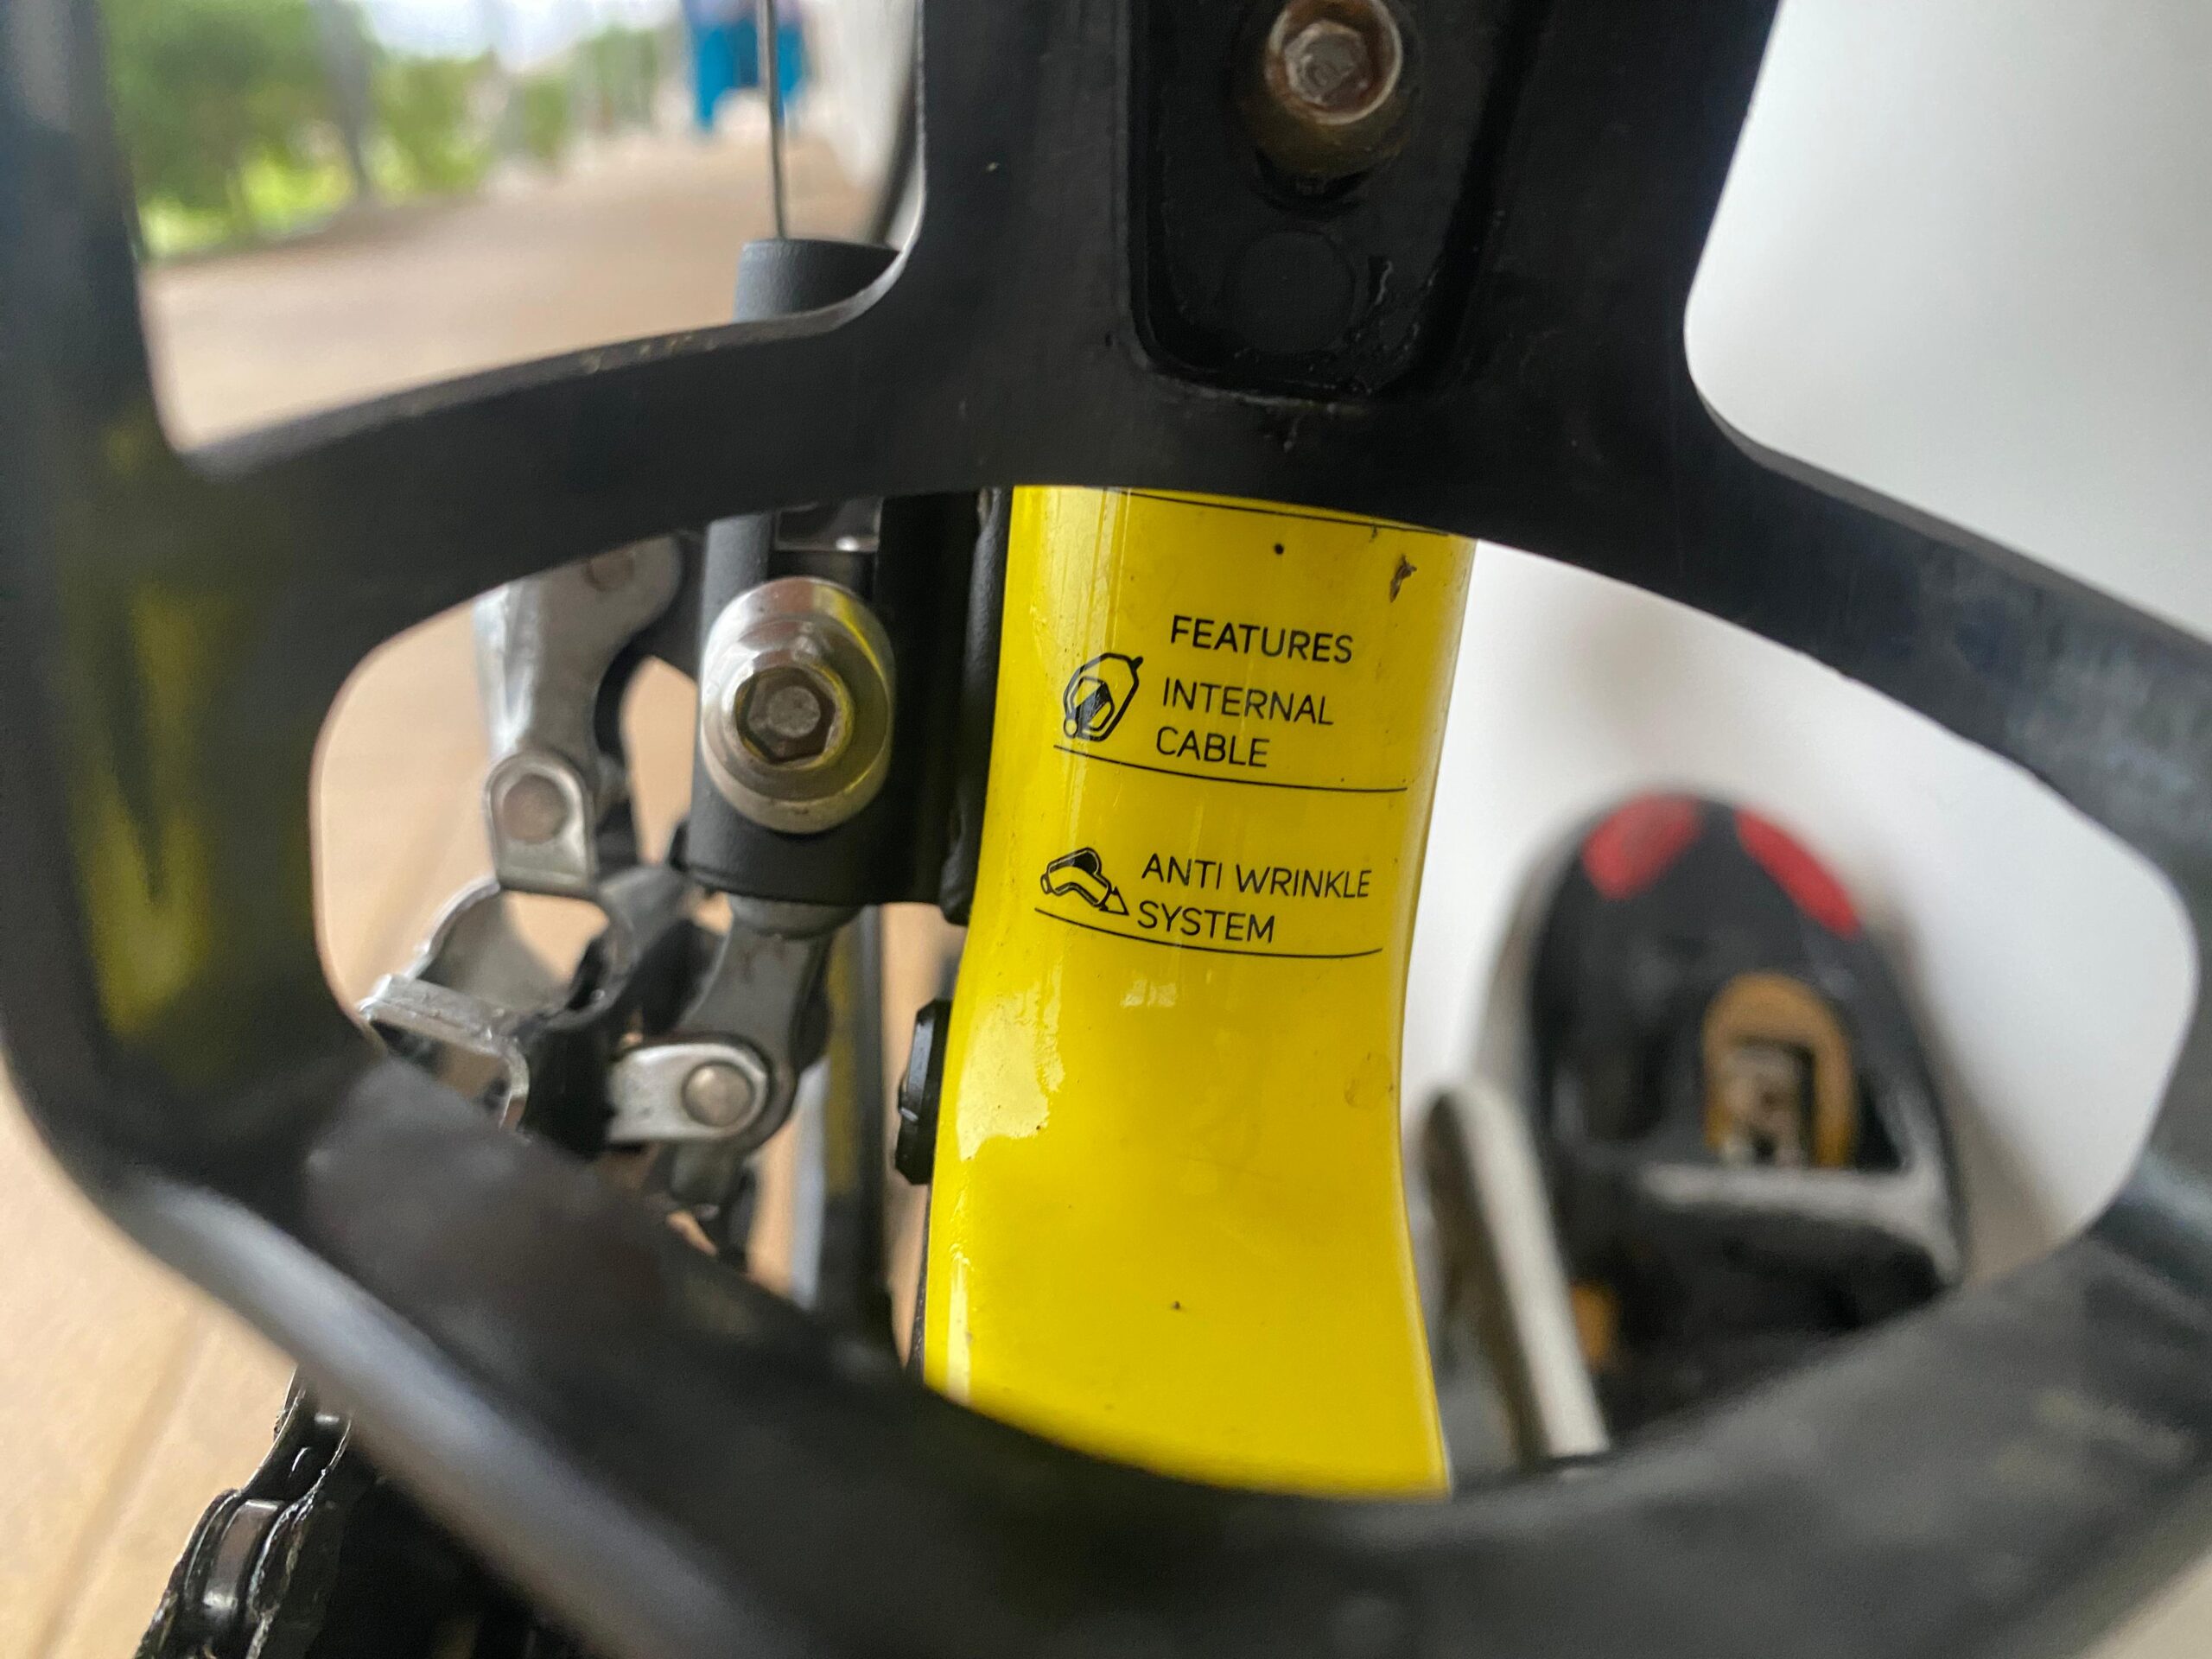 FEATURES
INTERNAL
CABLE
ANTI WRINKLE
SYSTEM